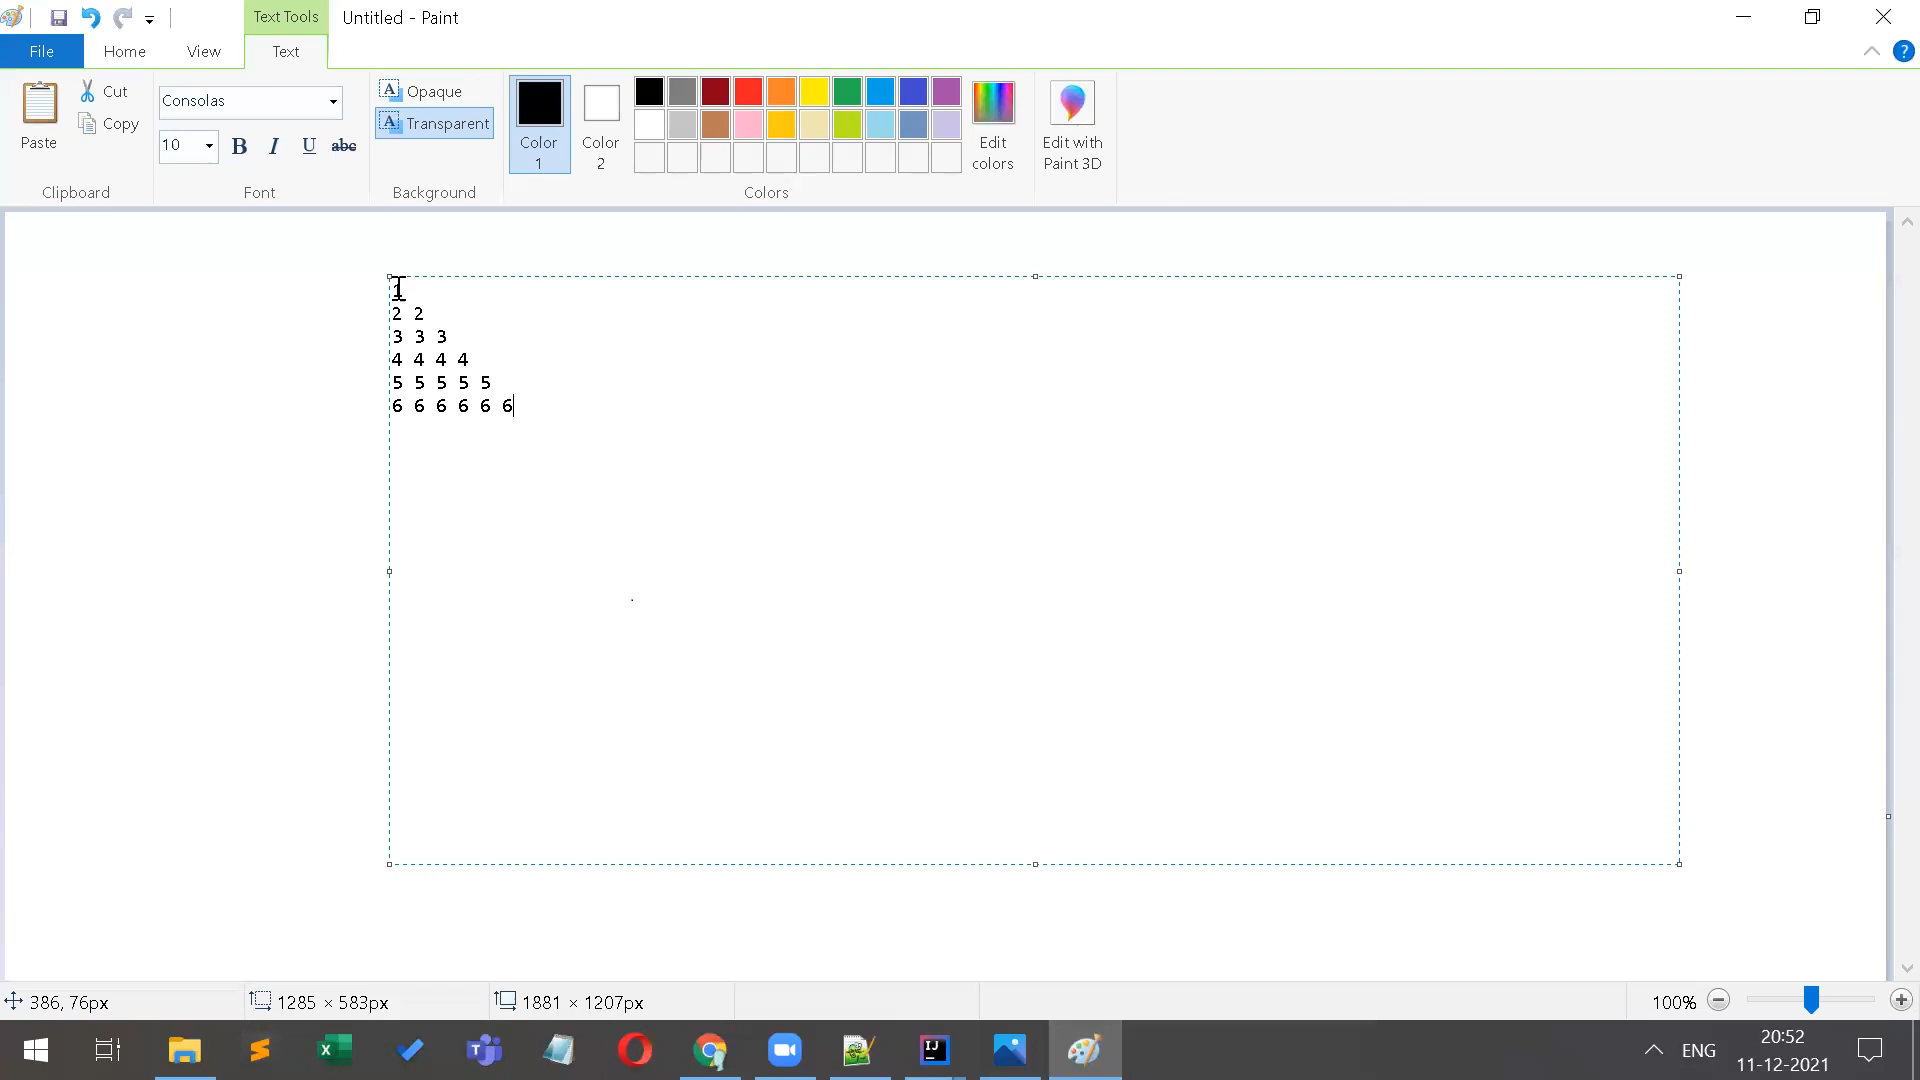 Text Tools
Untitled - Paint
File
Home
View
Text
Paste
Cut
Copy
Clipboard
Consolas
10
B
I
U
abc
Font
A Opaque
A Transparent
Background
Color
1
Color
2
Colors
Edit
colors
Edit with
Paint 3D
?
1
2 2
3 3 3
4 4 4 4
5 5 5 5 5
6 6 6 6 6 6
386, 76px
1285 × 583px
1881 × 1207px
100%
ENG
20:52
11-12-2021